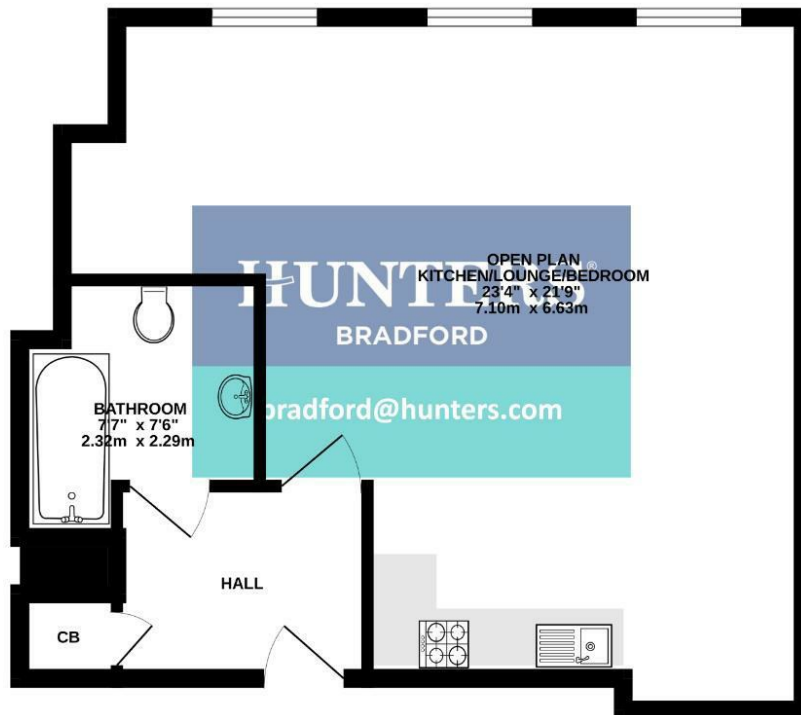 OPEN PLAN
KITCHEN/LOUNGE/BEDROOM
23'4" x 21'9"
7.10m x 6.63m
HUNTERS®
BRADFORD
bradford@hunters.com
BATHROOM
7'7" x 7'6"
2.32m x 2.29m
HALL
CB